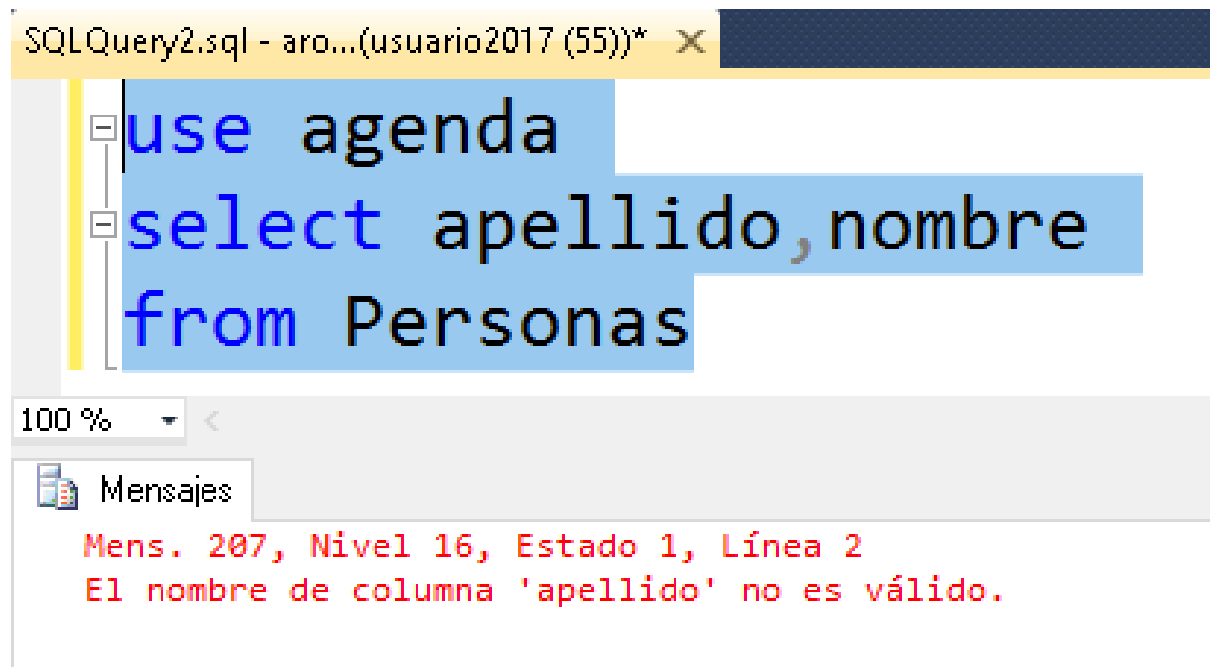 SQLQuery2.sql - aro...(usuario2017 (55))*
use agenda
select apellido,nombre
from Personas
100 %
Mensajes
Mens. 207, Nivel 16, Estado 1, Línea 2
El nombre de columna 'apellido' no es válido.